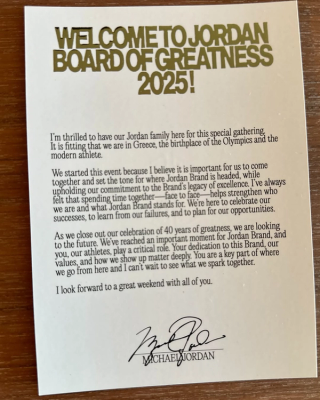 WELCOME TO JORDAN
BOARD OF GREATNESS
2025!
I'm thrilled to have our Jordan family here for this special gathering.
It is fitting that we are in Greece, the birthplace of the Olympics and the
modern athlete.
We started this event because I believe it is important for us to come
together and set the tone for where Jordan Brand is headed, while
upholding our commitment to the Brand's legacy of excellence. I've always
felt that spending time together—face to face—helps strengthen who
we are and what Jordan Brand stands for. We're here to celebrate our
successes, to learn from our failures, and to plan for our opportunities.
As we close out our celebration of 40 years of greatness, we are looking
to the future. We've reached an important moment for Jordan Brand, and
you, our athletes, play a critical role. Your dedication to this Brand, our
values, and how we show up matter deeply. You are a key part of where
we go from here and I can't wait to see what we spark together.
I look forward to a great weekend with all of you.
MICHAEL JORDAN